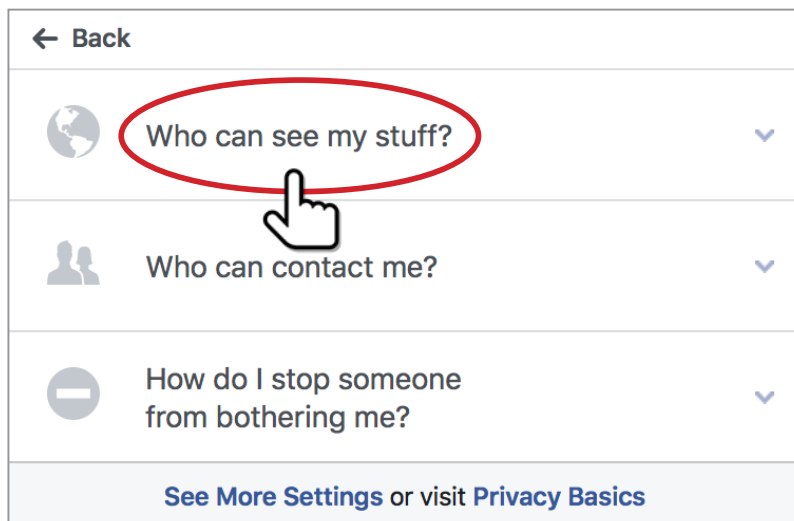 Back
Who can see my stuff?
Who can contact me?
How do I stop someone
from bothering me?
See More Settings or visit Privacy Basics